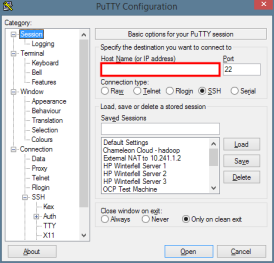 PuTTY Configuration
Category:
Session
Logging
Terminal
Keyboard
Bell
Features
Window
Appearance
Behaviour
Translation
Selection
Colours
Connection
Data
Proxy
Telnet
Rlogin
SSH
Kex
Auth
TTY
X11
Basic options for your PuTTY session
Specify the destination you want to connect to
Host Name (or IP address)
Port
22
Connection type:
Raw
Telnet
Rlogin
SSH
Serial
Load, save or delete a stored session
Saved Sessions
Default Settings
Chameleon Cloud - hadoop
External NAT to 10.241.1.2
HP Winterfell Server 1
HP Winterfell Server 2
HP Winterfell Server 3
OCP Test Machine
Load
Save
Delete
Close window on exit:
Always
Never
Only on clean exit
About
Open
Cancel